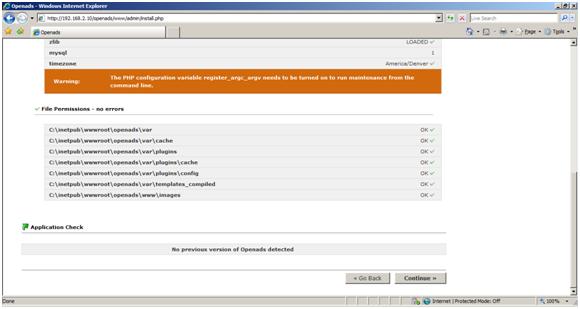 Openads - Windows Internet Explorer
http://192.168.2.10/openads/www/admin/install.php
Live Search
Openads
Page
Tools
zlib LOADED
mysql 1
timezone America/Denver
Warning: The PHP configuration variable register_argc_argv needs to be turned on to run maintenance from the
command line.
File Permissions - no errors
C:\inetpub\wwwroot\openads\var OK
C:\inetpub\wwwroot\openads\var\cache OK
C:\inetpub\wwwroot\openads\var\plugins OK
C:\inetpub\wwwroot\openads\var\plugins\cache OK
C:\inetpub\wwwroot\openads\var\plugins\config OK
C:\inetpub\wwwroot\openads\var\templates_compiled OK
C:\inetpub\wwwroot\openads\www\images OK
Application Check
No previous version of Openads detected
« Go Back Continue »
Done Internet | Protected Mode: Off 100%